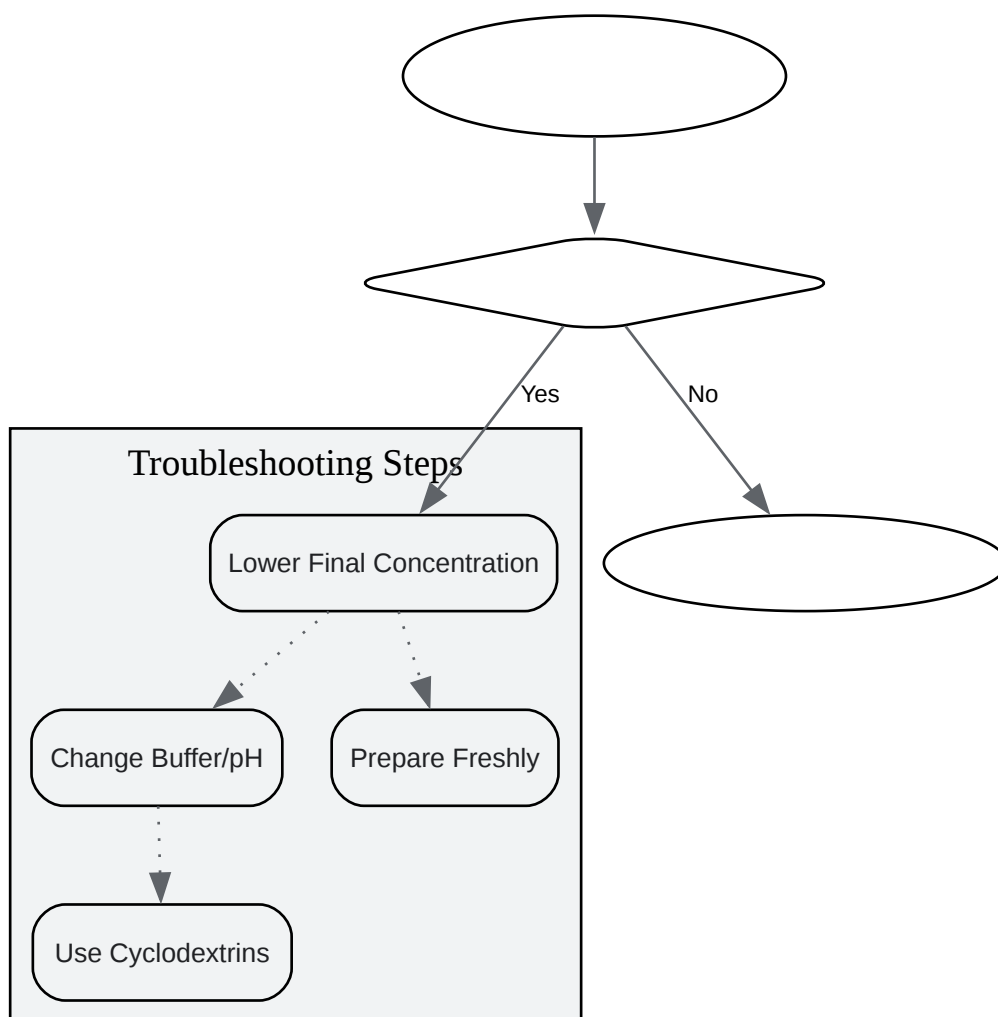 Yes
No
Troubleshooting Steps
Lower Final Concentration
Change Buffer/pH
Prepare Freshly
Use Cyclodextrins